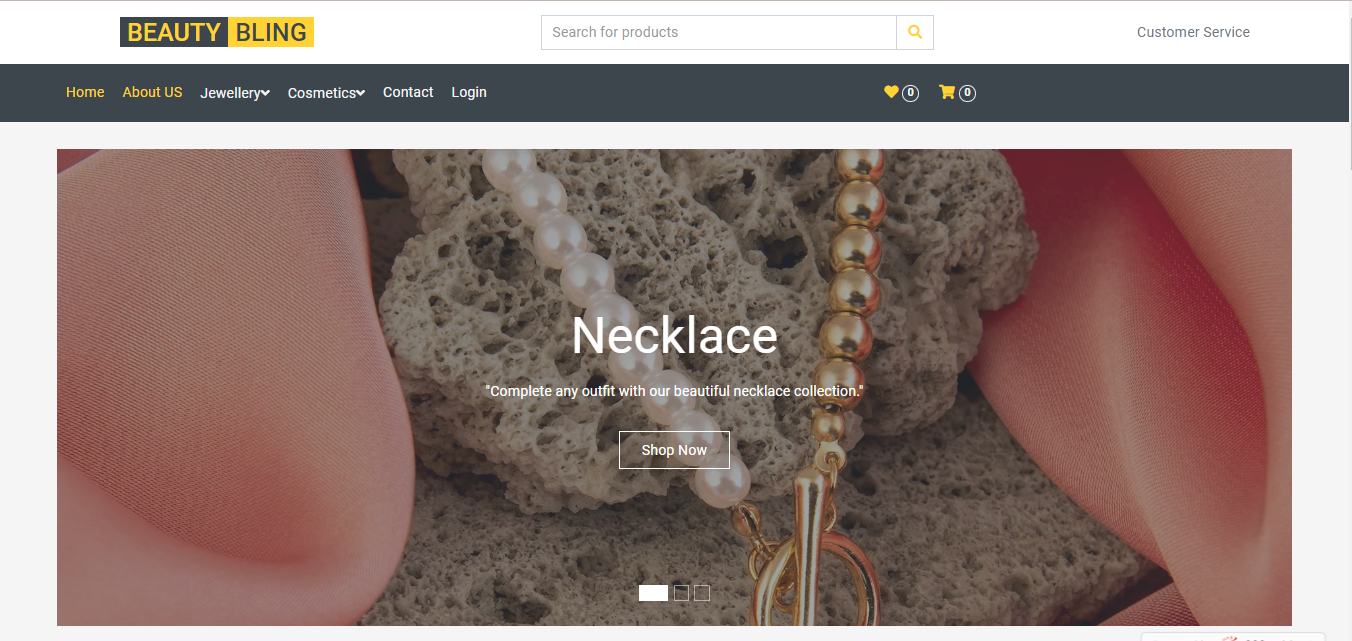 BEAUTY BLING
Search for products
Customer Service
Home About US Jewellery Cosmetics Contact Login 0 0
Necklace
"Complete any outfit with our beautiful necklace collection."
Shop Now